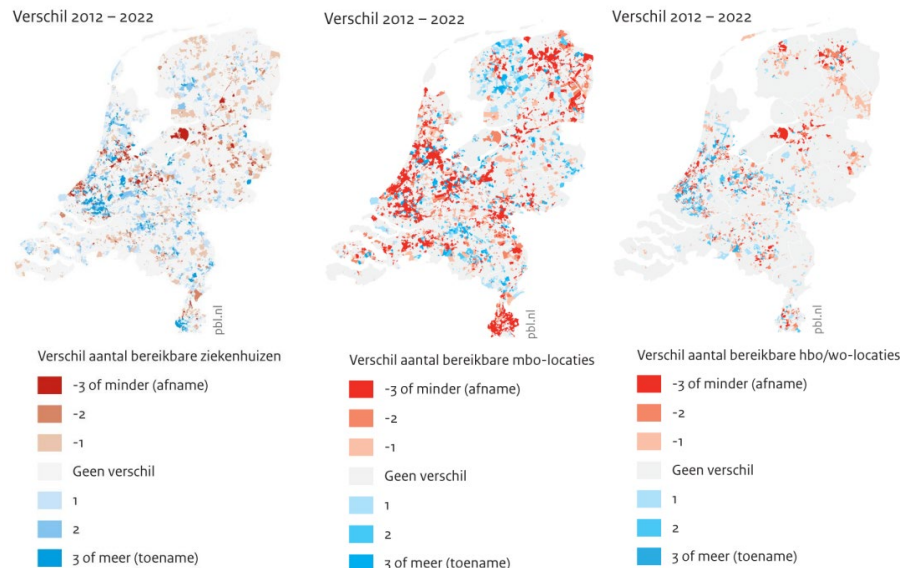 Verschil 2012 – 2022
pbl.nl
Verschil aantal bereikbare ziekenhuizen
-3 of minder (afname)
-2
-1
Geen verschil
1
2
3 of meer (toename)
Verschil 2012 – 2022
pbl.nl
Verschil aantal bereikbare mbo-locaties
-3 of minder (afname)
-2
-1
Geen verschil
1
2
3 of meer (toename)
Verschil 2012 – 2022
pbl.nl
Verschil aantal bereikbare hbo/wo-locaties
-3 of minder (afname)
-2
-1
Geen verschil
1
2
3 of meer (toename)